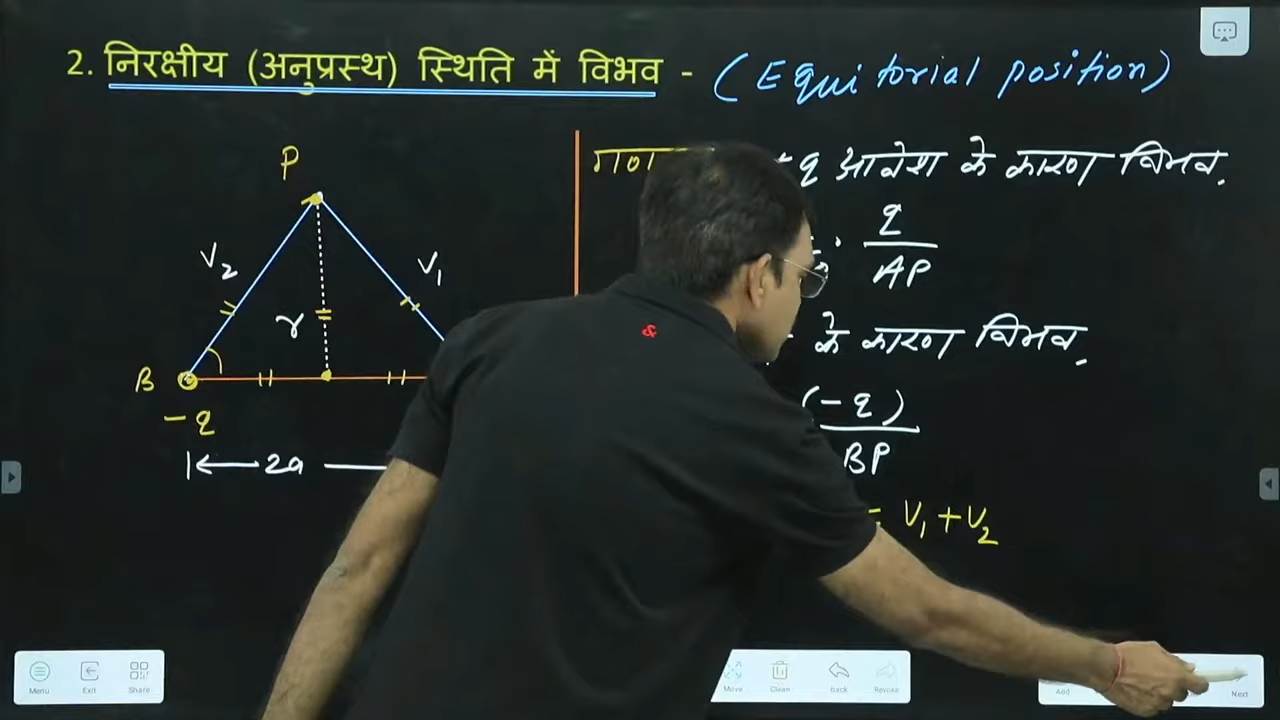 2. निरक्षीय (अनुप्रस्थ) स्थिति में विभव - (Equitorial position)
P
V₂
V₁
r
B
-q
2a
+q आवेश के कारण विभव.
q
AP
के कारण विभव.
(-q)
BP
= V₁+V₂
Menu
Exit
Share
Move
Clean
back
Revoke
Add
Next